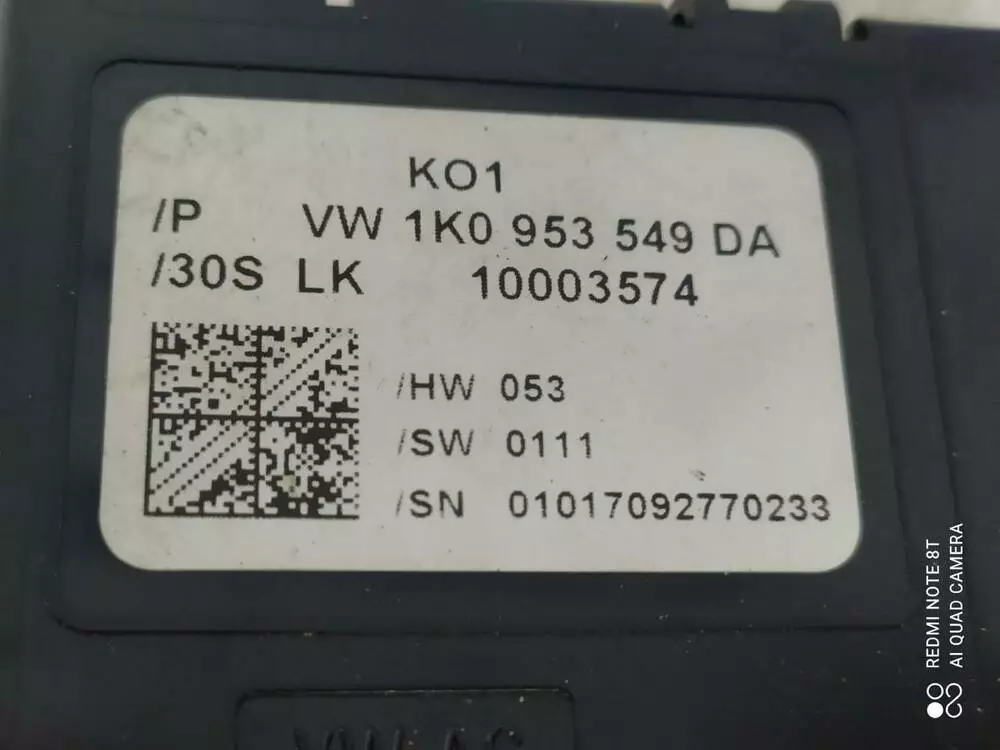 KO1
/P VW 1K0 953 549 DA
/30S LK 10003574
/HW 053
/SW 0111
/SN 01017092770233
REDMI NOTE 8T
AI QUAD CAMERA